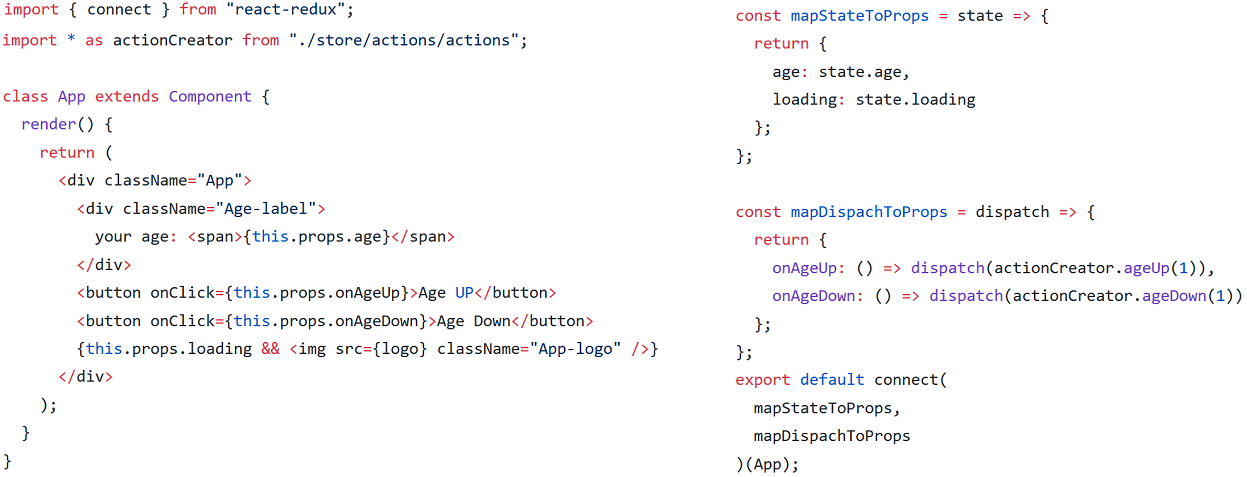 import { connect } from "react-redux";
import * as actionCreator from "./store/actions/actions";
class App extends Component {
render() {
return (
<div className="App">
<div className="Age-label">
your age: <span>{this.props.age}</span>
</div>
<button onClick={this.props.onAgeUp}>Age UP</button>
<button onClick={this.props.onAgeDown}>Age Down</button>
{this.props.loading && <img src={logo} className="App-logo" />}
</div>
);
}
}
const mapStateToProps = state => {
return {
age: state.age,
loading: state.loading
};
};
const mapDispachToProps = dispatch => {
return {
onAgeUp: () => dispatch(actionCreator.ageUp(1)),
onAgeDown: () => dispatch(actionCreator.ageDown(1))
};
};
export default connect(
mapStateToProps,
mapDispachToProps
)(App);